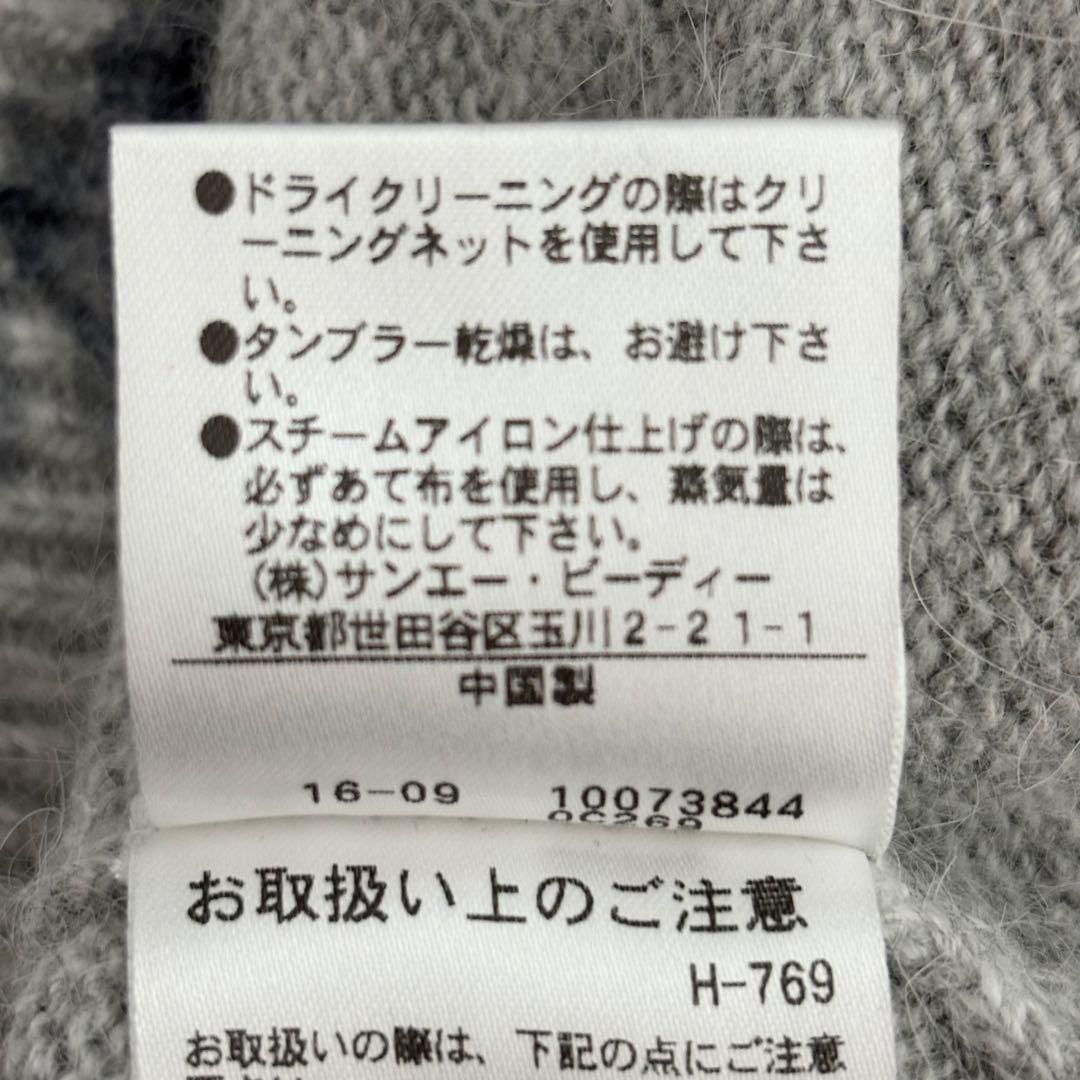 ●ドライクリーニングの際はクリ
ーニングネットを使用して下さ
い。
●タンブラー乾燥は、お避け下さ
い。
●スチームアイロン仕上げの際は、
必ずあて布を使用し、蒸気量は
少なめにして下さい。
(株)サンエー・ビーディー
東京都世田谷区玉川2-21-1
中国製
16-09 10073844
お取扱い上のご注意
H-769
お取扱いの際は、下記の点にご注意